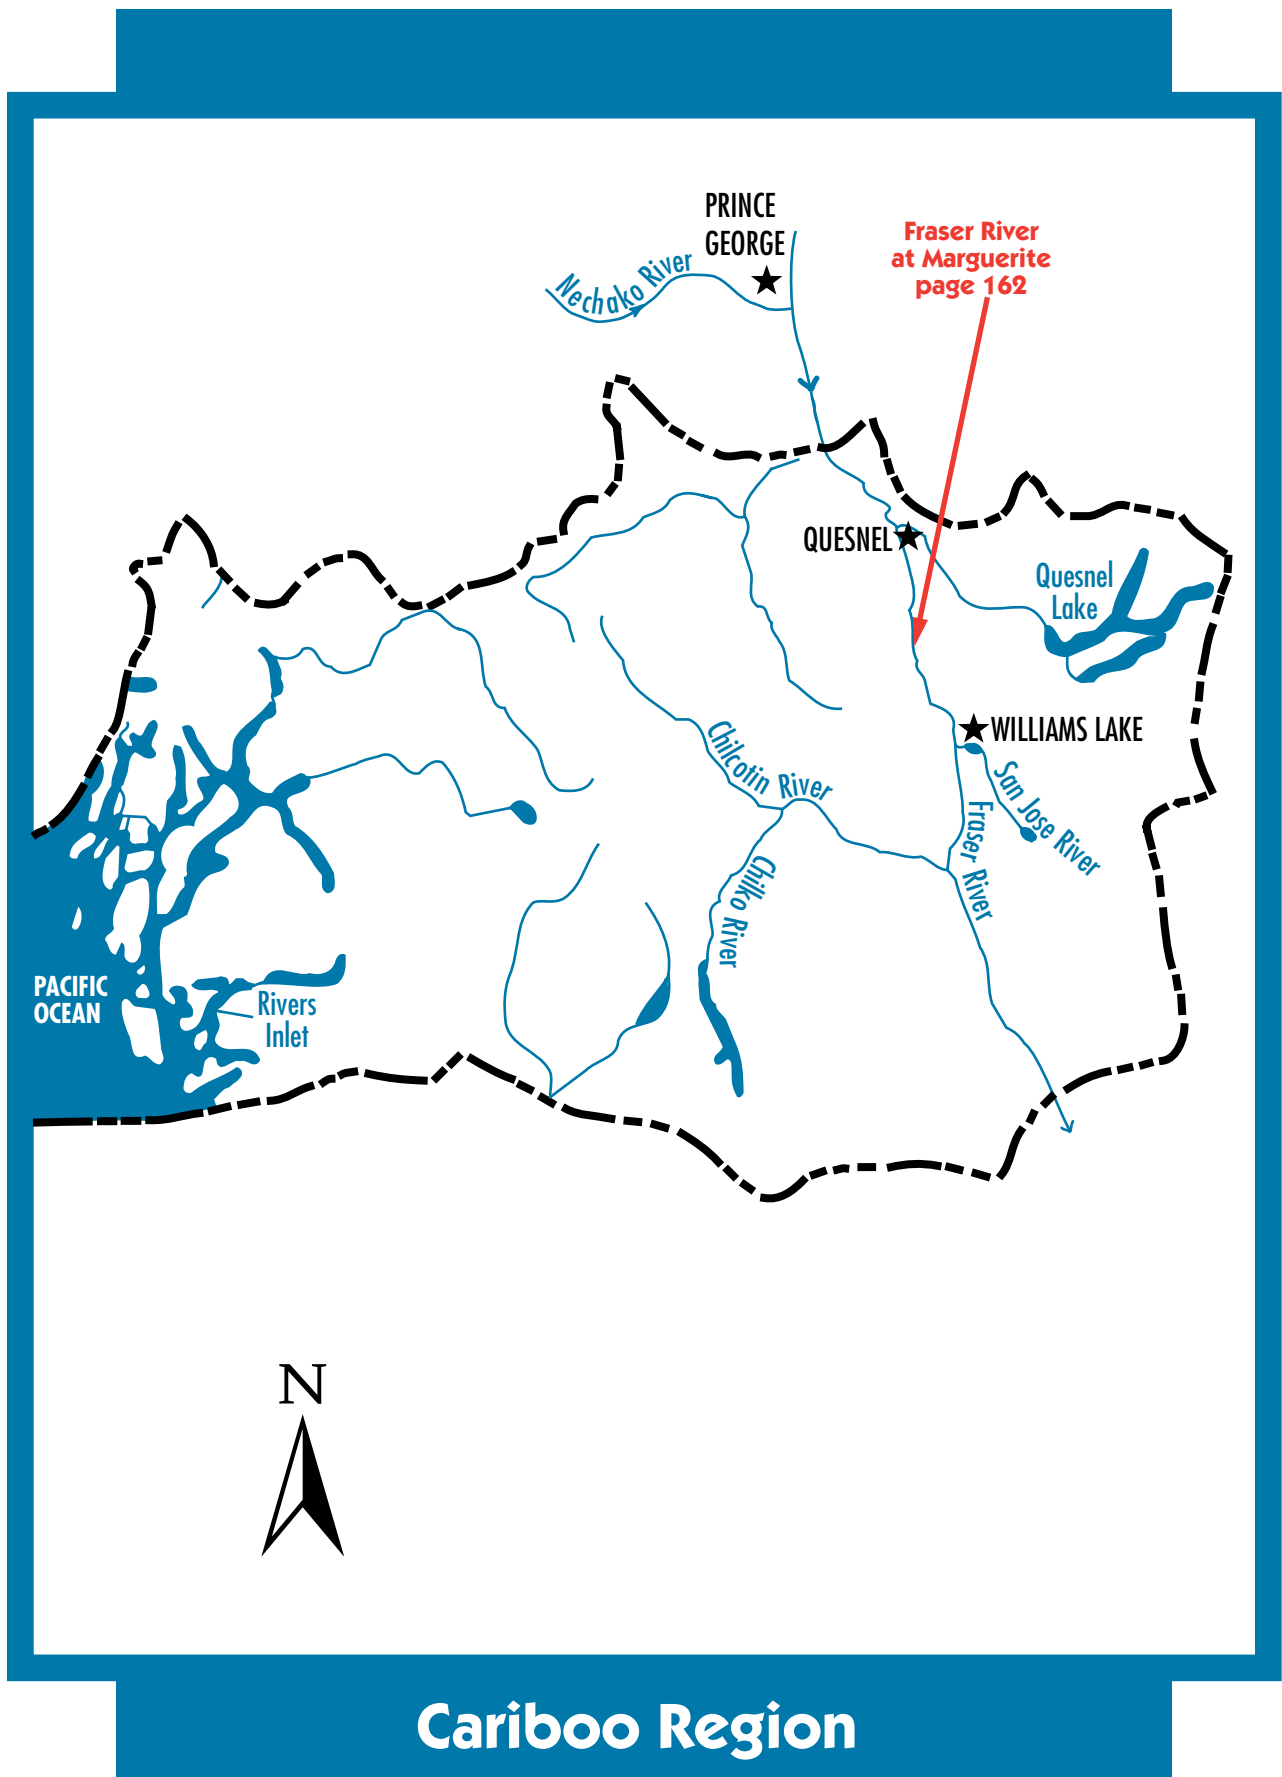 PRINCE
GEORGE
Nechako River
Fraser River
at Marguerite
page 162
QUESNEL
Quesnel
Lake
WILLIAMS LAKE
Chilcotin River
San Jose River
Fraser River
Chilko River
PACIFIC
OCEAN
Rivers
Inlet
N
Cariboo Region